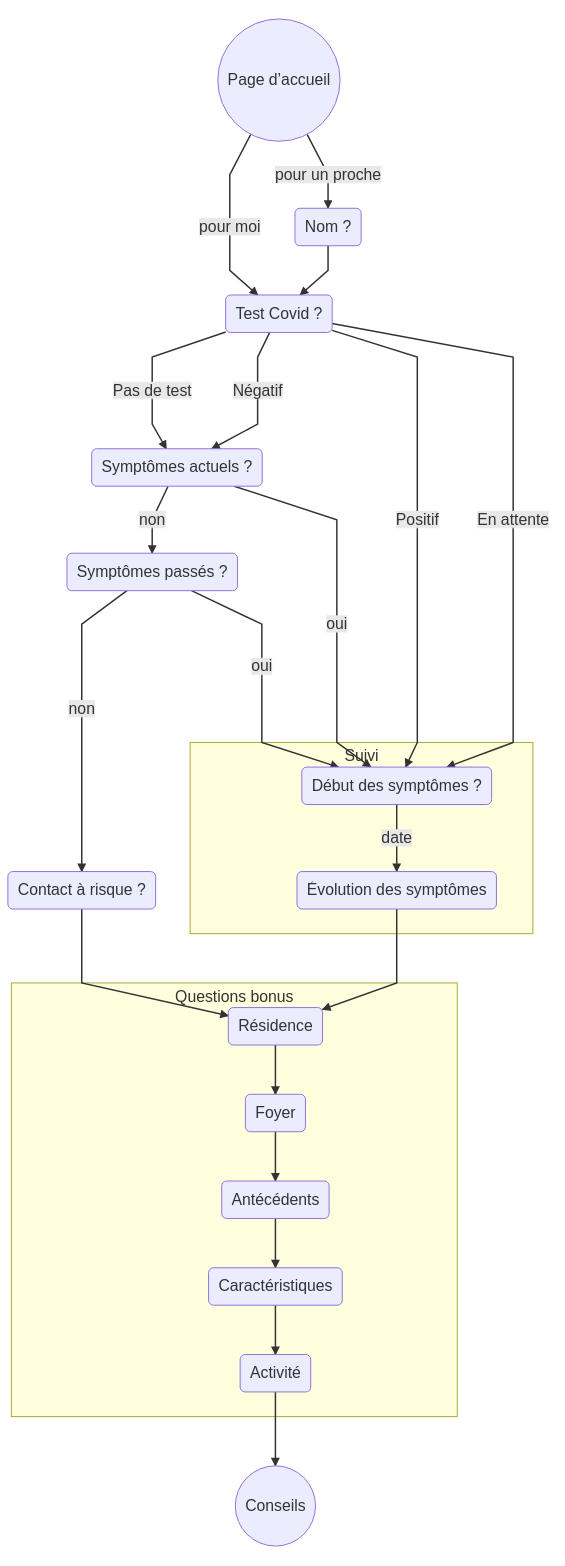 Page d’accueil
pour un proche
pour moi
Nom ?
Test Covid ?
Pas de test
Négatif
Symptômes actuels ?
non
Positif
En attente
Symptômes passés ?
oui
oui
non
Suivi
Début des symptômes ?
date
Contact à risque ?
Évolution des symptômes
Questions bonus
Résidence
Foyer
Antécédents
Caractéristiques
Activité
Conseils